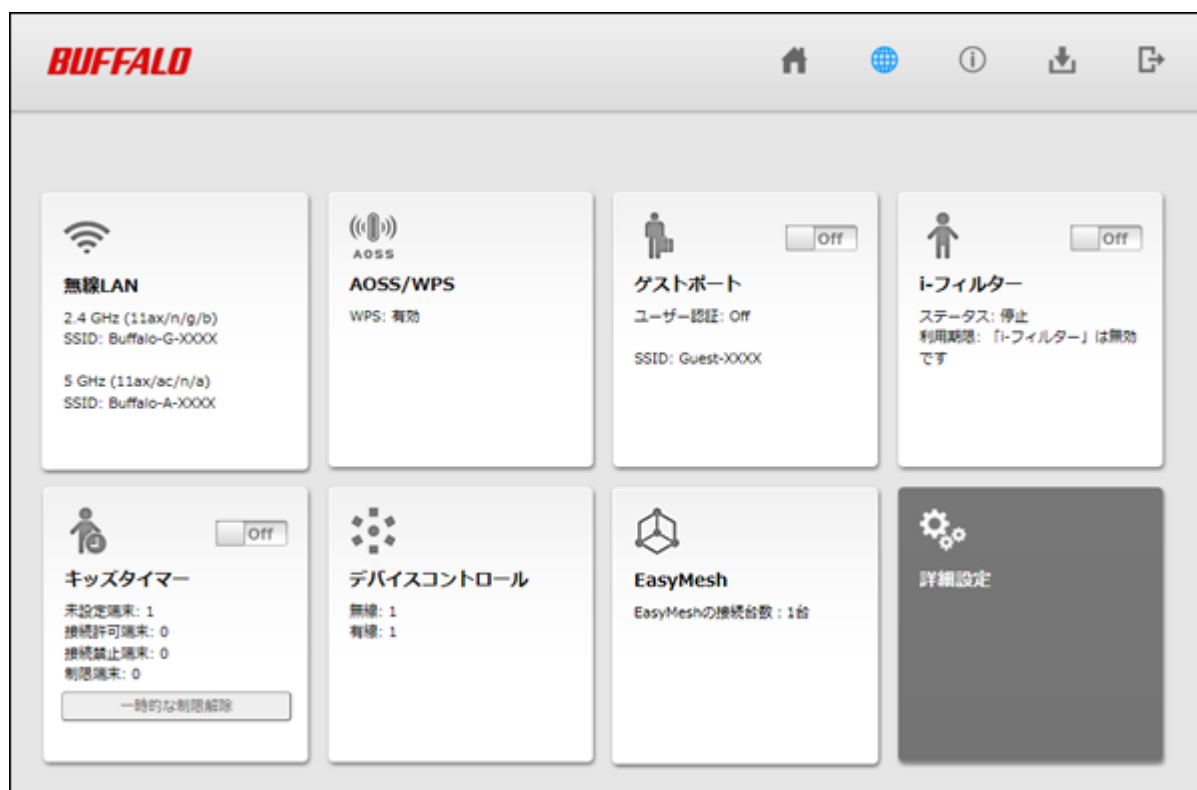 BUFFALO
AOSS
Off
Off
無線LAN
AOSS/WPS
ゲストポート
i-フィルター
2.4 GHz (11ax/n/g/b)
SSID: Buffalo-G-XXXX
5 GHz (11ax/ac/n/a)
SSID: Buffalo-A-XXXX
WPS: 有効
ユーザー認証: Off
SSID: Guest-XXXX
ステータス: 停止
利用期限: 「i-フィルター」は無効
です
Off
キッズタイマー
未設定端末: 1
接続許可端末: 0
接続禁止端末: 0
制限端末: 0
一時的な制限解除
デバイスコントロール
無線: 1
有線: 1
EasyMesh
EasyMeshの接続台数 : 1台
詳細設定